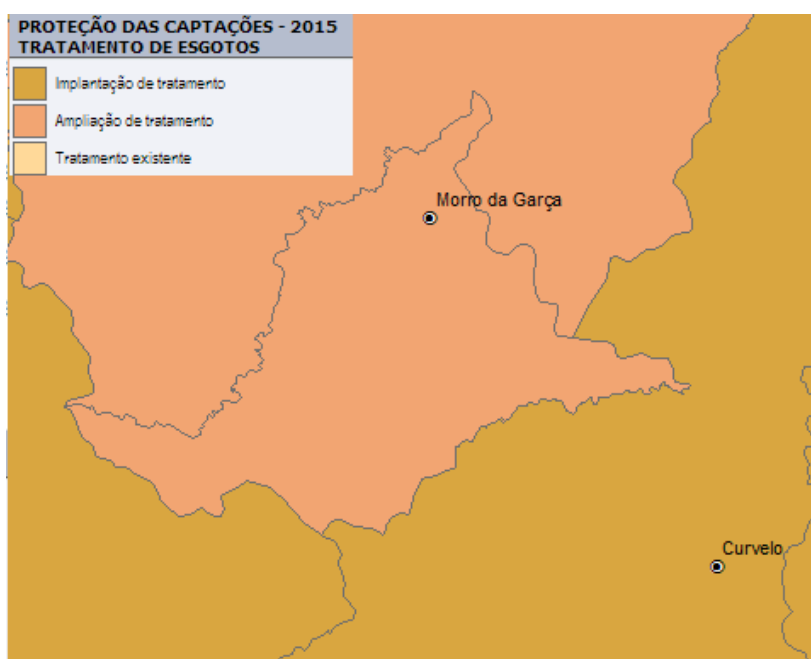 PROTEÇÃO DAS CAPTAÇÕES - 2015
TRATAMENTO DE ESGOTOS
Implantação de tratamento
Ampliação de tratamento
Tratamento existente
Morro da Garça
Curvelo